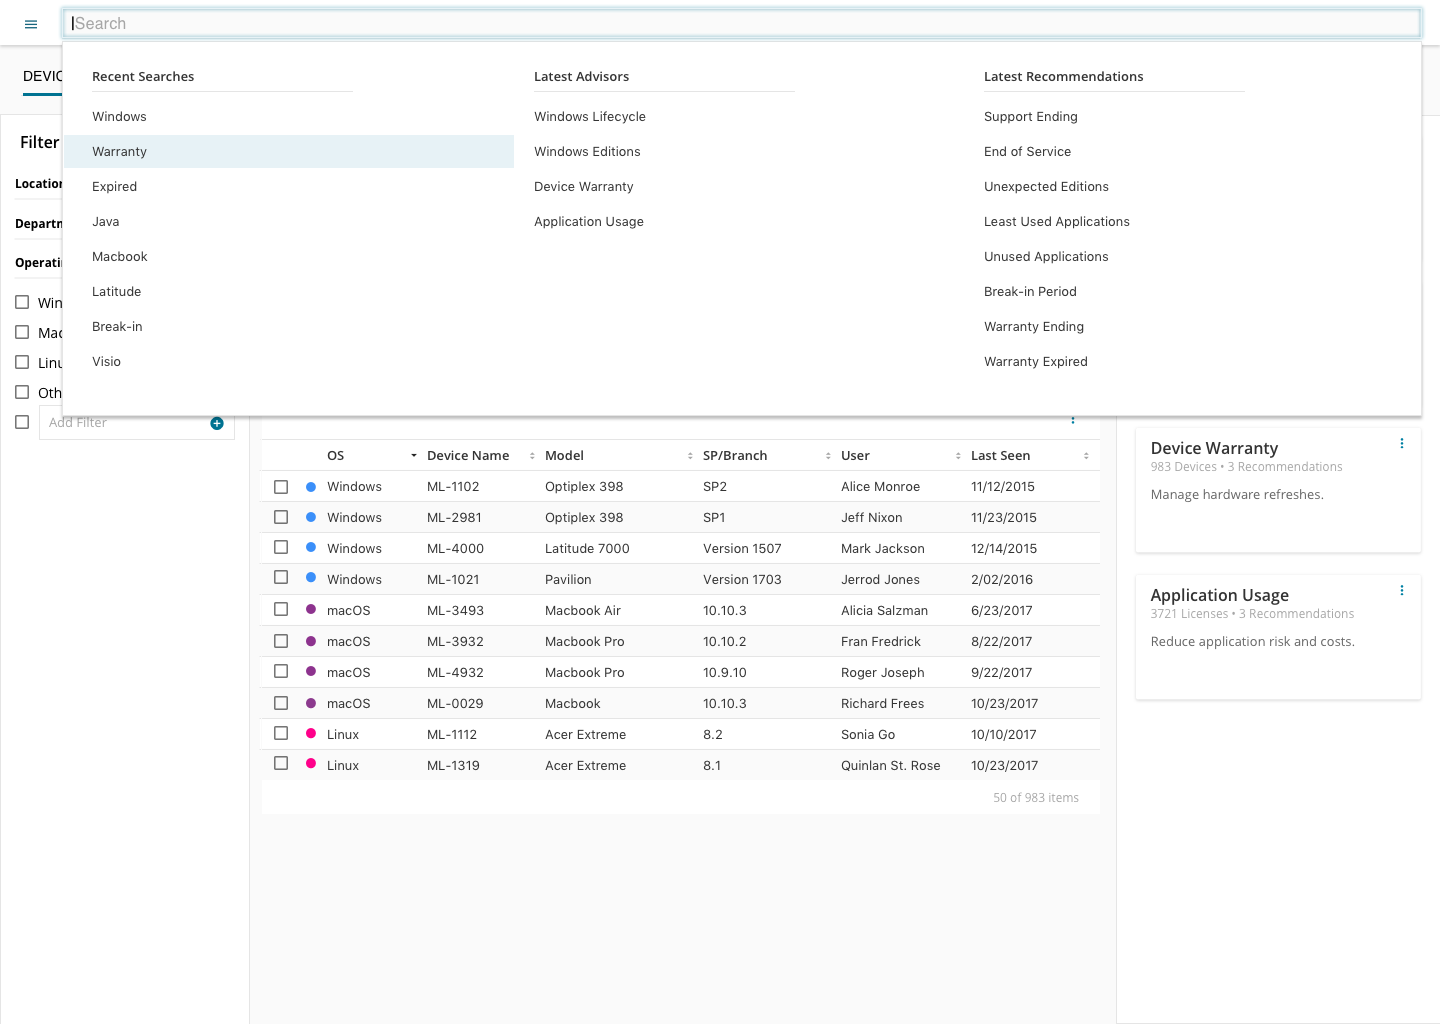 Search
DEVIC
Recent Searches
Windows
Warranty
Expired
Java
Macbook
Latitude
Break-in
Visio
Latest Advisors
Windows Lifecycle
Windows Editions
Device Warranty
Application Usage
Latest Recommendations
Support Ending
End of Service
Unexpected Editions
Least Used Applications
Unused Applications
Break-in Period
Warranty Ending
Warranty Expired
Filter
Location
Departn
Operati
Win
Mac
Linu
Oth
Add Filter
OS Device Name Model SP/Branch User Last Seen
Windows ML-1102 Optiplex 398 SP2 Alice Monroe 11/12/2015
Windows ML-2981 Optiplex 398 SP1 Jeff Nixon 11/23/2015
Windows ML-4000 Latitude 7000 Version 1507 Mark Jackson 12/14/2015
Windows ML-1021 Pavilion Version 1703 Jerrod Jones 2/02/2016
macOS ML-3493 Macbook Air 10.10.3 Alicia Salzman 6/23/2017
macOS ML-3932 Macbook Pro 10.10.2 Fran Fredrick 8/22/2017
macOS ML-4932 Macbook Pro 10.9.10 Roger Joseph 9/22/2017
macOS ML-0029 Macbook 10.10.3 Richard Frees 10/23/2017
Linux ML-1112 Acer Extreme 8.2 Sonia Go 10/10/2017
Linux ML-1319 Acer Extreme 8.1 Quinlan St. Rose 10/23/2017
50 of 983 items
Device Warranty
983 Devices • 3 Recommendations
Manage hardware refreshes.
Application Usage
3721 Licenses • 3 Recommendations
Reduce application risk and costs.